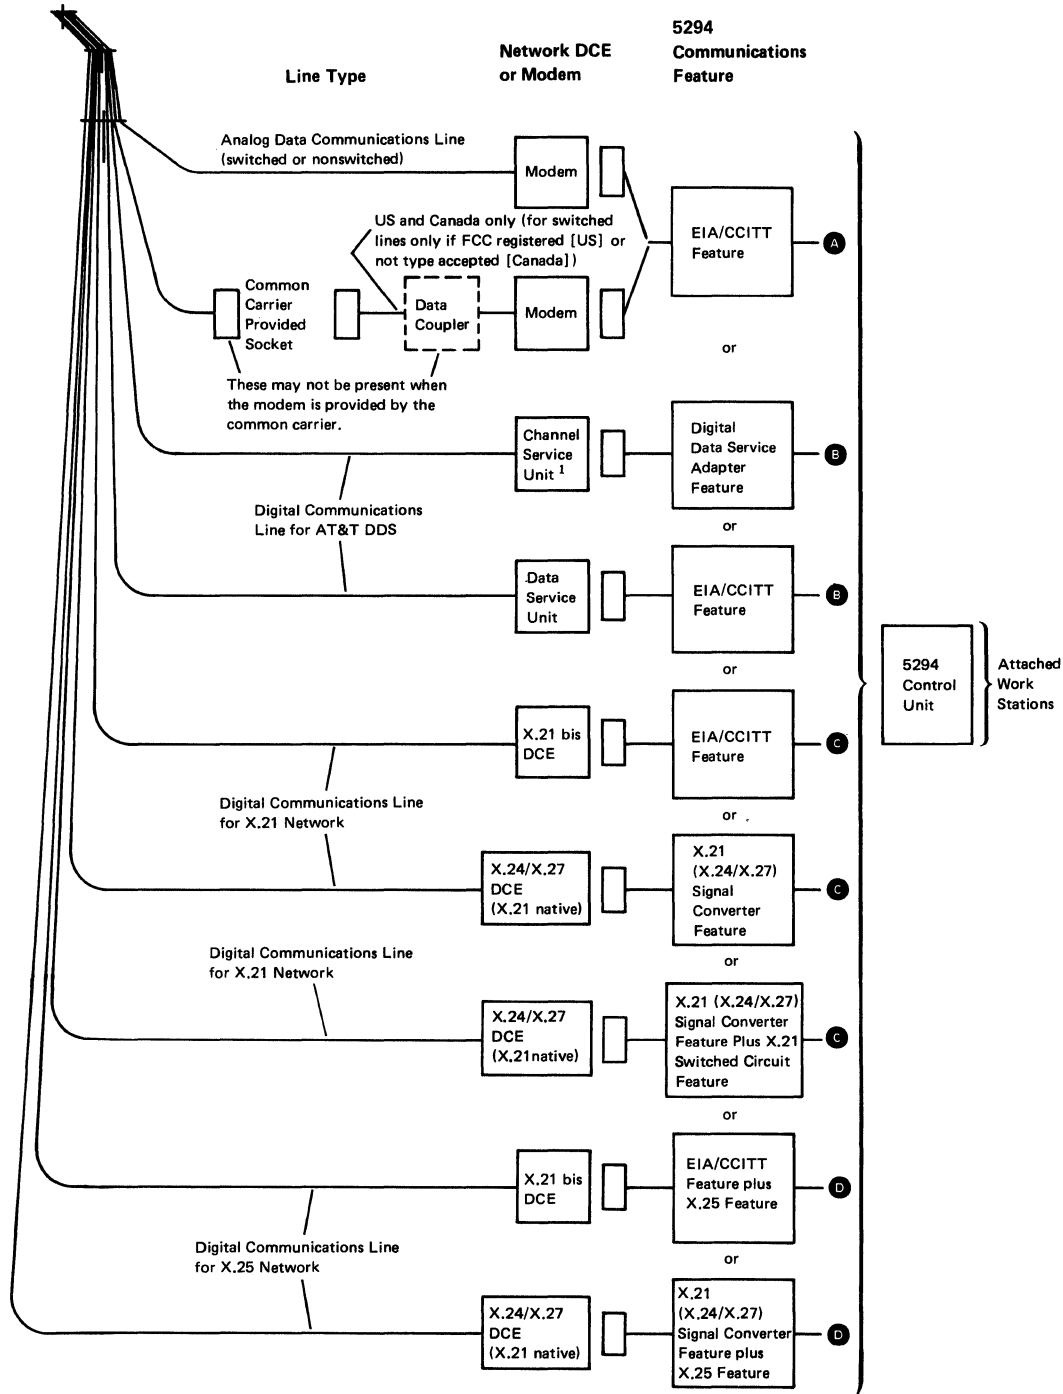 Line Type
Network DCE
or Modem
5294
Communications
Feature
Analog Data Communications Line
(switched or nonswitched)
Modem
US and Canada only (for switched
lines only if FCC registered [US] or
not type accepted [Canada])
EIA/CCITT
Feature
A
Common
Carrier
Provided
Socket
Data
Coupler
Modem
or
These may not be present when
the modem is provided by the
common carrier.
Channel
Service
Unit 1
Digital
Data Service
Adapter
Feature
B
Digital Communications
Line for AT&T DDS
or
Data
Service
Unit
EIA/CCITT
Feature
B
or
5294
Control
Unit
Attached
Work
Stations
X.21 bis
DCE
EIA/CCITT
Feature
C
Digital Communications Line
for X.21 Network
or
X.24/X.27
DCE
(X.21 native)
X.21
(X.24/X.27)
Signal
Converter
Feature
C
Digital Communications Line
for X.21 Network
or
X.24/X.27
DCE
(X.21 native)
X.21 (X.24/X.27)
Signal Converter
Feature Plus X.21
Switched Circuit
Feature
C
or
X.21 bis
DCE
EIA/CCITT
Feature plus
X.25 Feature
D
Digital Communications Line
for X.25 Network
or
X.24/X.27
DCE
(X.21 native)
X.21
(X.24/X.27)
Signal Converter
Feature plus
X.25 Feature
D